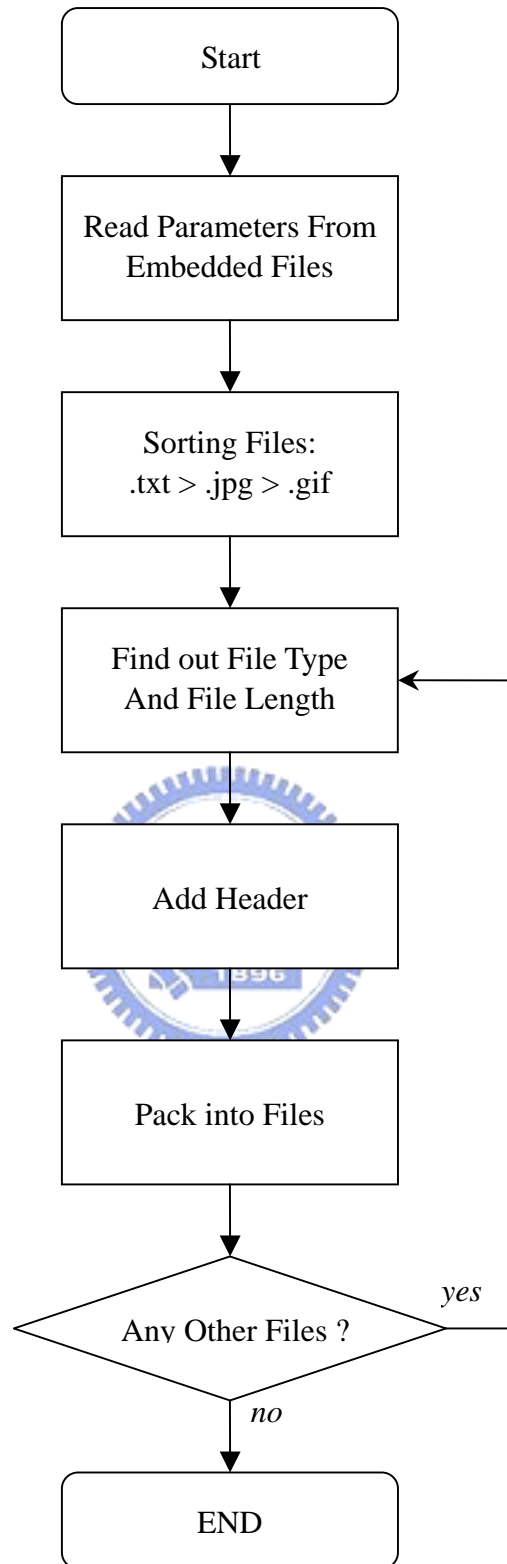 Start
Read Parameters From
Embedded Files
Sorting Files:
.txt > .jpg > .gif
Find out File Type
And File Length
Add Header
1896
Pack into Files
Any Other Files ?
yes
no
END